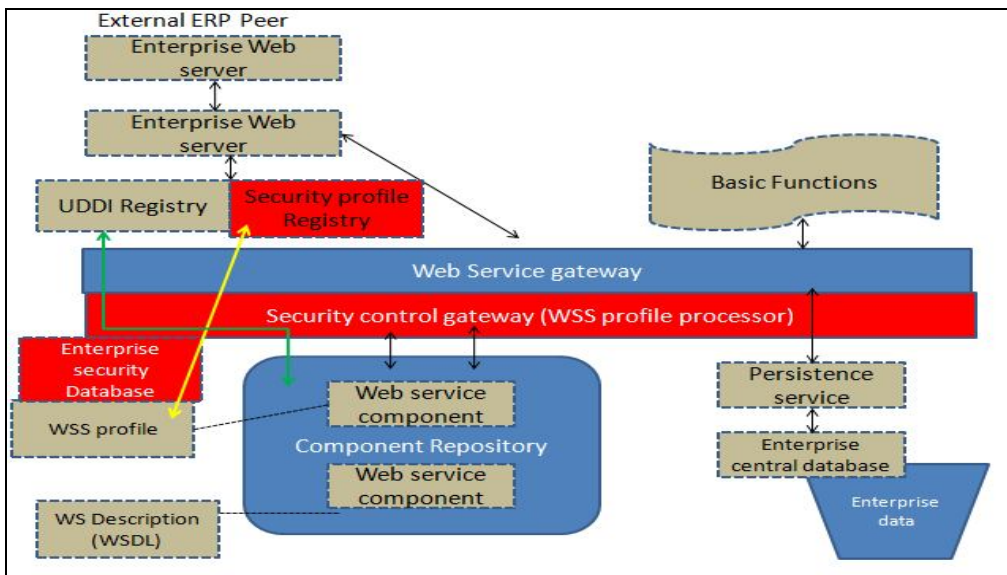 External ERP Peer
Enterprise Web
server
Enterprise Web
server
UDDI Registry
Security profile
Registry
Basic Functions
Web Service gateway
Security control gateway (WSS profile processor)
Enterprise
security
Database
WSS profile
Web service
component
Component Repository
Web service
component
WS Description
(WSDL)
Persistence
service
Enterprise
central database
Enterprise
data